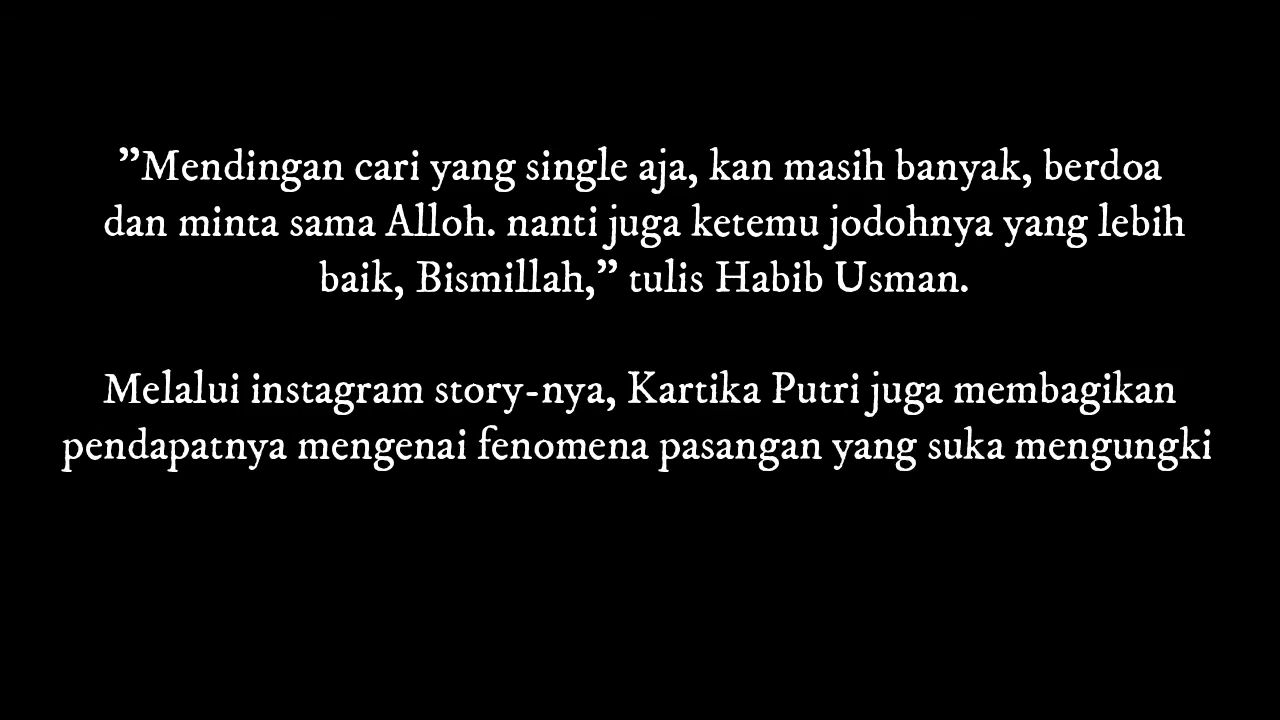 ”Mendingan cari yang single aja, kan masih banyak, berdoa
dan minta sama Alloh. nanti juga ketemu jodohnya yang lebih
baik, Bismillah,” tulis Habib Usman.
Melalui instagram story-nya, Kartika Putri juga membagikan
pendapatnya mengenai fenomena pasangan yang suka mengungki